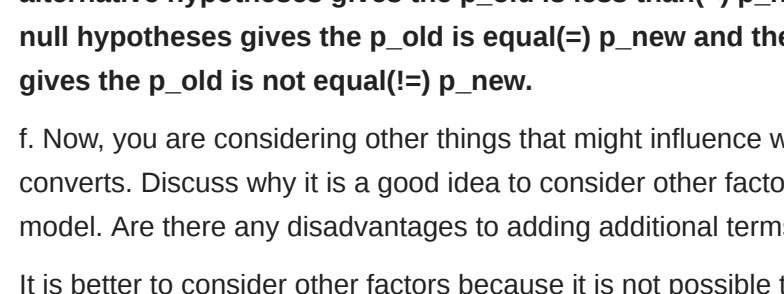 alternative hypotheses gives the p_old is less than(
null hypotheses gives the p_old is equal(=) p_new and the
gives the p_old is not equal(!=) p_new.
f. Now, you are considering other things that might influence
converts. Discuss why it is a good idea to consider other
model. Are there any disadvantages to adding additional
It is better to consider other factors because it is not possible